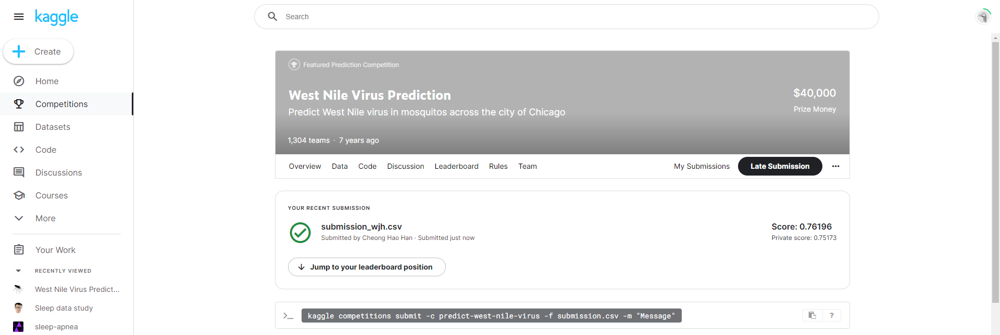 kaggle
Search
Create
Home
Competitions
Datasets
Code
Discussions
Courses
More
Your Work
RECENTLY VIEWED
West Nile Virus Predict...
Sleep data study
sleep-apnea
Featured Prediction Competition
West Nile Virus Prediction
Predict West Nile virus in mosquitos across the city of Chicago
$40,000
Prize Money
1,304 teams · 7 years ago
Overview Data Code Discussion Leaderboard Rules Team My Submissions Late Submission
YOUR RECENT SUBMISSION
submission_wjh.csv
Submitted by Cheong Hao Han · Submitted just now
Score: 0.76196
Private score: 0.75173
Jump to your leaderboard position
kaggle competitions submit -c predict-west-nile-virus -f submission.csv -m "Message"
?